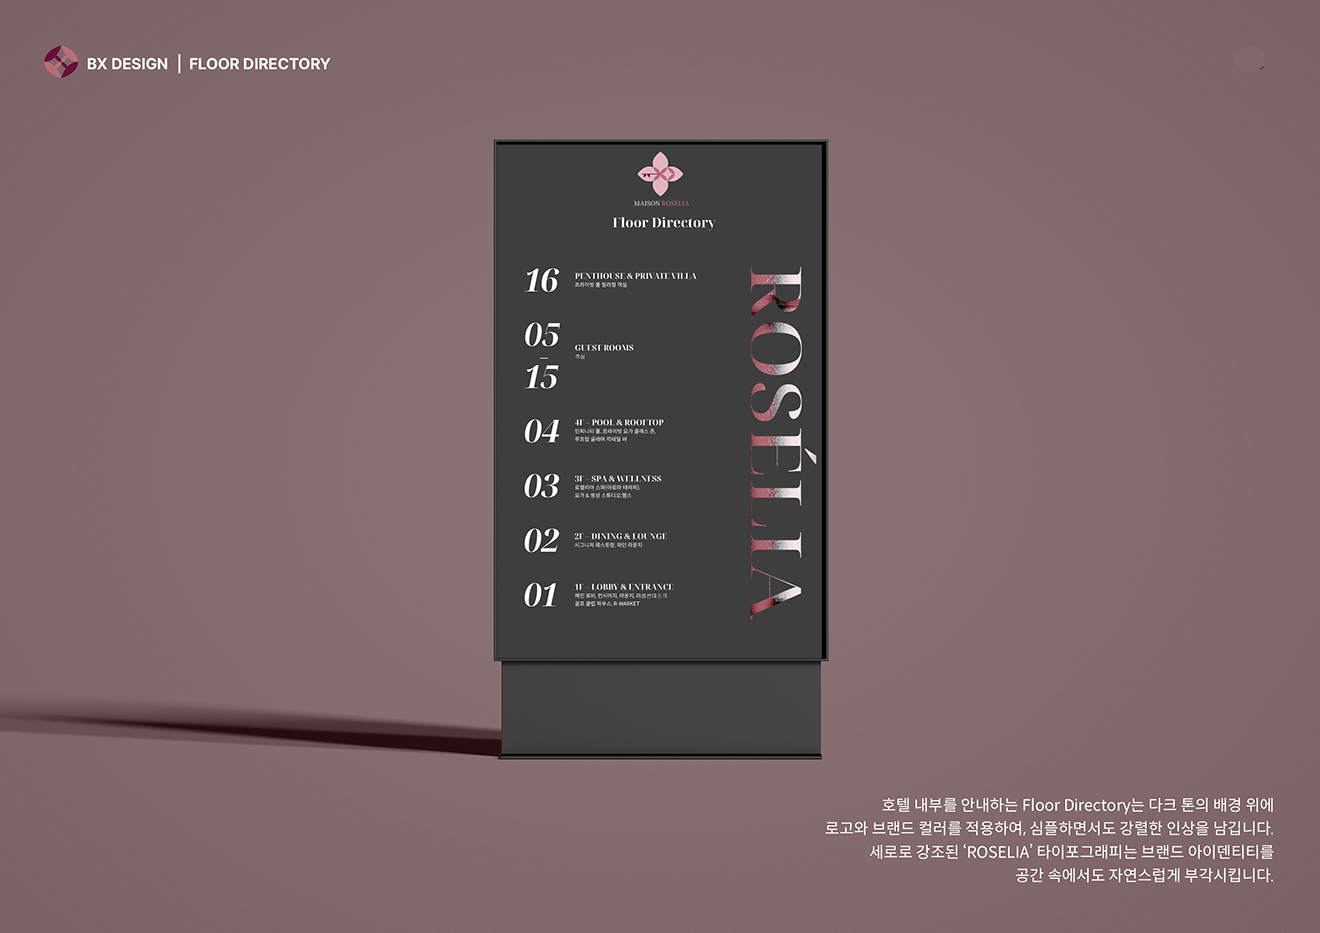 BX DESIGN | FLOOR DIRECTORY
MAISON ROSELIA
Floor Directory
16
PENTHOUSE & PRIVATE VILLA
프라이빗 풀 빌라형 객실
05
–
15
GUEST ROOMS
객실
04
4F – POOL & ROOFTOP
인피니티 풀, 프라이빗 요가 클래스 존,
루프탑 글래머 칵테일 바
03
3F – SPA & WELLNESS
로젤리아 스파(아로마 테라피),
요가 & 명상 스튜디오,헬스
02
2F – DINING & LOUNGE
시그니처 레스토랑, 와인 라운지
01
1F – LOBBY & ENTRANCE
메인 로비, 컨시어지, 라운지, 리셉션데스크
골프 클럽 하우스, R-MARKET
ROSÉLIA
호텔 내부를 안내하는 Floor Directory는 다크 톤의 배경 위에
로고와 브랜드 컬러를 적용하여, 심플하면서도 강렬한 인상을 남깁니다.
세로로 강조된 ‘ROSELIA’ 타이포그래피는 브랜드 아이덴티티를
공간 속에서도 자연스럽게 부각시킵니다.